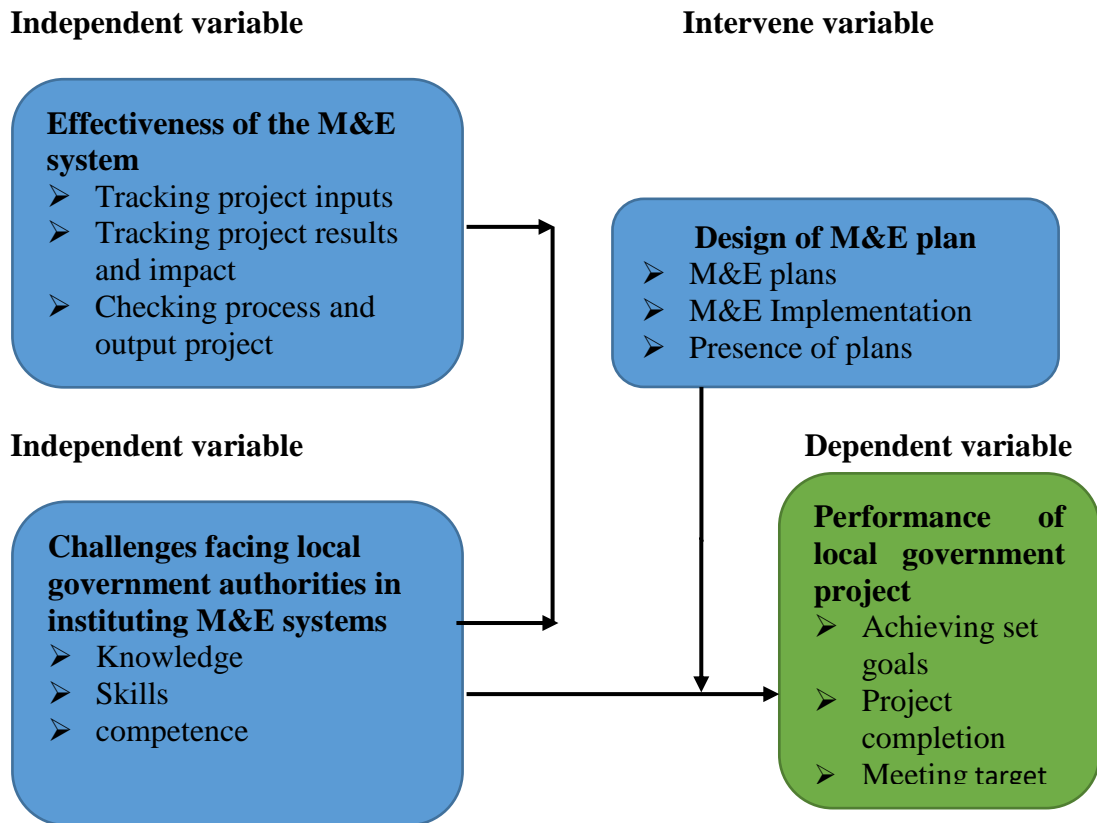 Independent variable
Intervene variable
Effectiveness of the M&E
system
➢ Tracking project inputs
➢ Tracking project results
and impact
➢ Checking process and
output project
Design of M&E plan
➢ M&E plans
➢ M&E Implementation
➢ Presence of plans
Independent variable
Dependent variable
Challenges facing local
government authorities in
instituting M&E systems
➢ Knowledge
➢ Skills
➢ competence
Performance of
local government
project
➢ Achieving set
goals
➢ Project
completion
➢ Meeting target